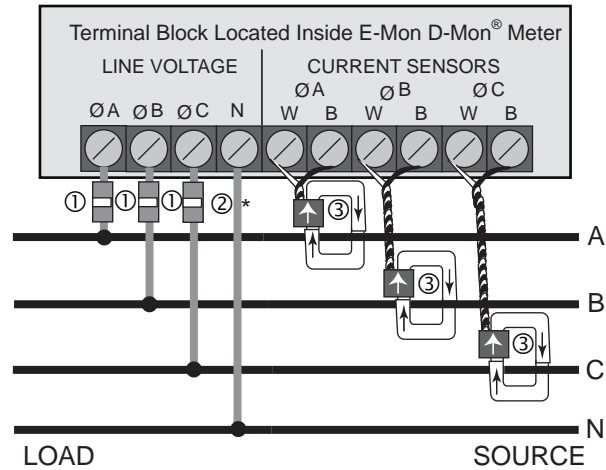 Terminal Block Located Inside E-Mon D-Mon® Meter
LINE VOLTAGE CURRENT SENSORS
ØA ØB ØC
ØA ØB ØC N W B W B W B
① ① ① ② * ③
A
③
B
③
C
N
LOAD SOURCE